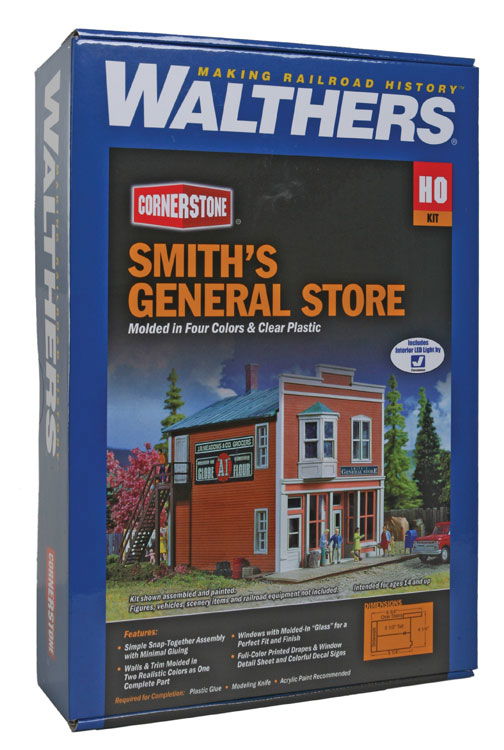 MAKING RAILROAD HISTORY™
WALTHERS®
HO
KIT
CORNERSTONE®
SMITH'S
GENERAL STORE
Molded in Four Colors & Clear Plastic
Includes
Interior LED Light by
J.B. MEADOWS & CO. GROCERS
GLOBE A1 FLOUR
GENERAL STORE
Kit shown assembled and painted.
Figures, vehicles, scenery items and railroad equipment not included.
Intended for ages 14 and up
DIMENSIONS
Features:
• Simple Snap-Together Assembly
with Minimal Gluing
• Walls & Trim Molded in
Two Realistic Colors as One
Complete Part
• Windows with Molded-In "Glass" for a
Perfect Fit and Finish
• Full-Color Printed Drapes & Window
Detail Sheet and Colorful Decal Signs
Required for Completion: Plastic Glue • Modeling Knife • Acrylic Paint Recommended
WALTHERS
CORNERSTONE